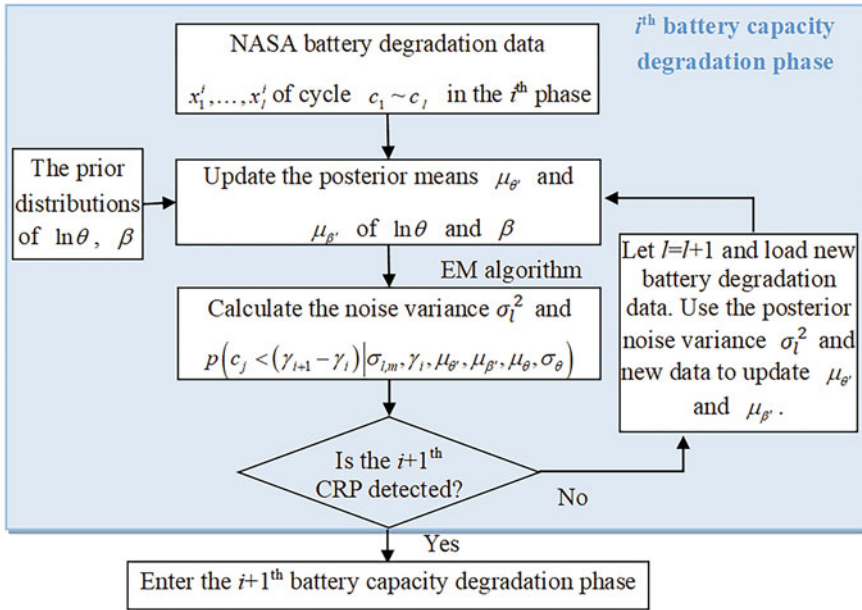 i^th battery capacity
degradation phase
NASA battery degradation data
x_1^i,…,x_l^i of cycle c_1 ~ c_l in the i^th phase
The prior
distributions
of lnθ, β
Update the posterior means μ_θ' and
μ_β' of lnθ and β
EM algorithm
Calculate the noise variance σ_l^2 and
p(c_j < (γ_{i+1} − γ_i)|σ_{l,m}, γ_i, μ_θ', μ_β', μ_θ, σ_θ)
Let l=l+1 and load new
battery degradation
data. Use the posterior
noise variance σ_l^2 and
new data to update μ_θ'
and μ_β'.
Is the i+1^th
CRP detected?
No
Yes
Enter the i+1^th battery capacity degradation phase